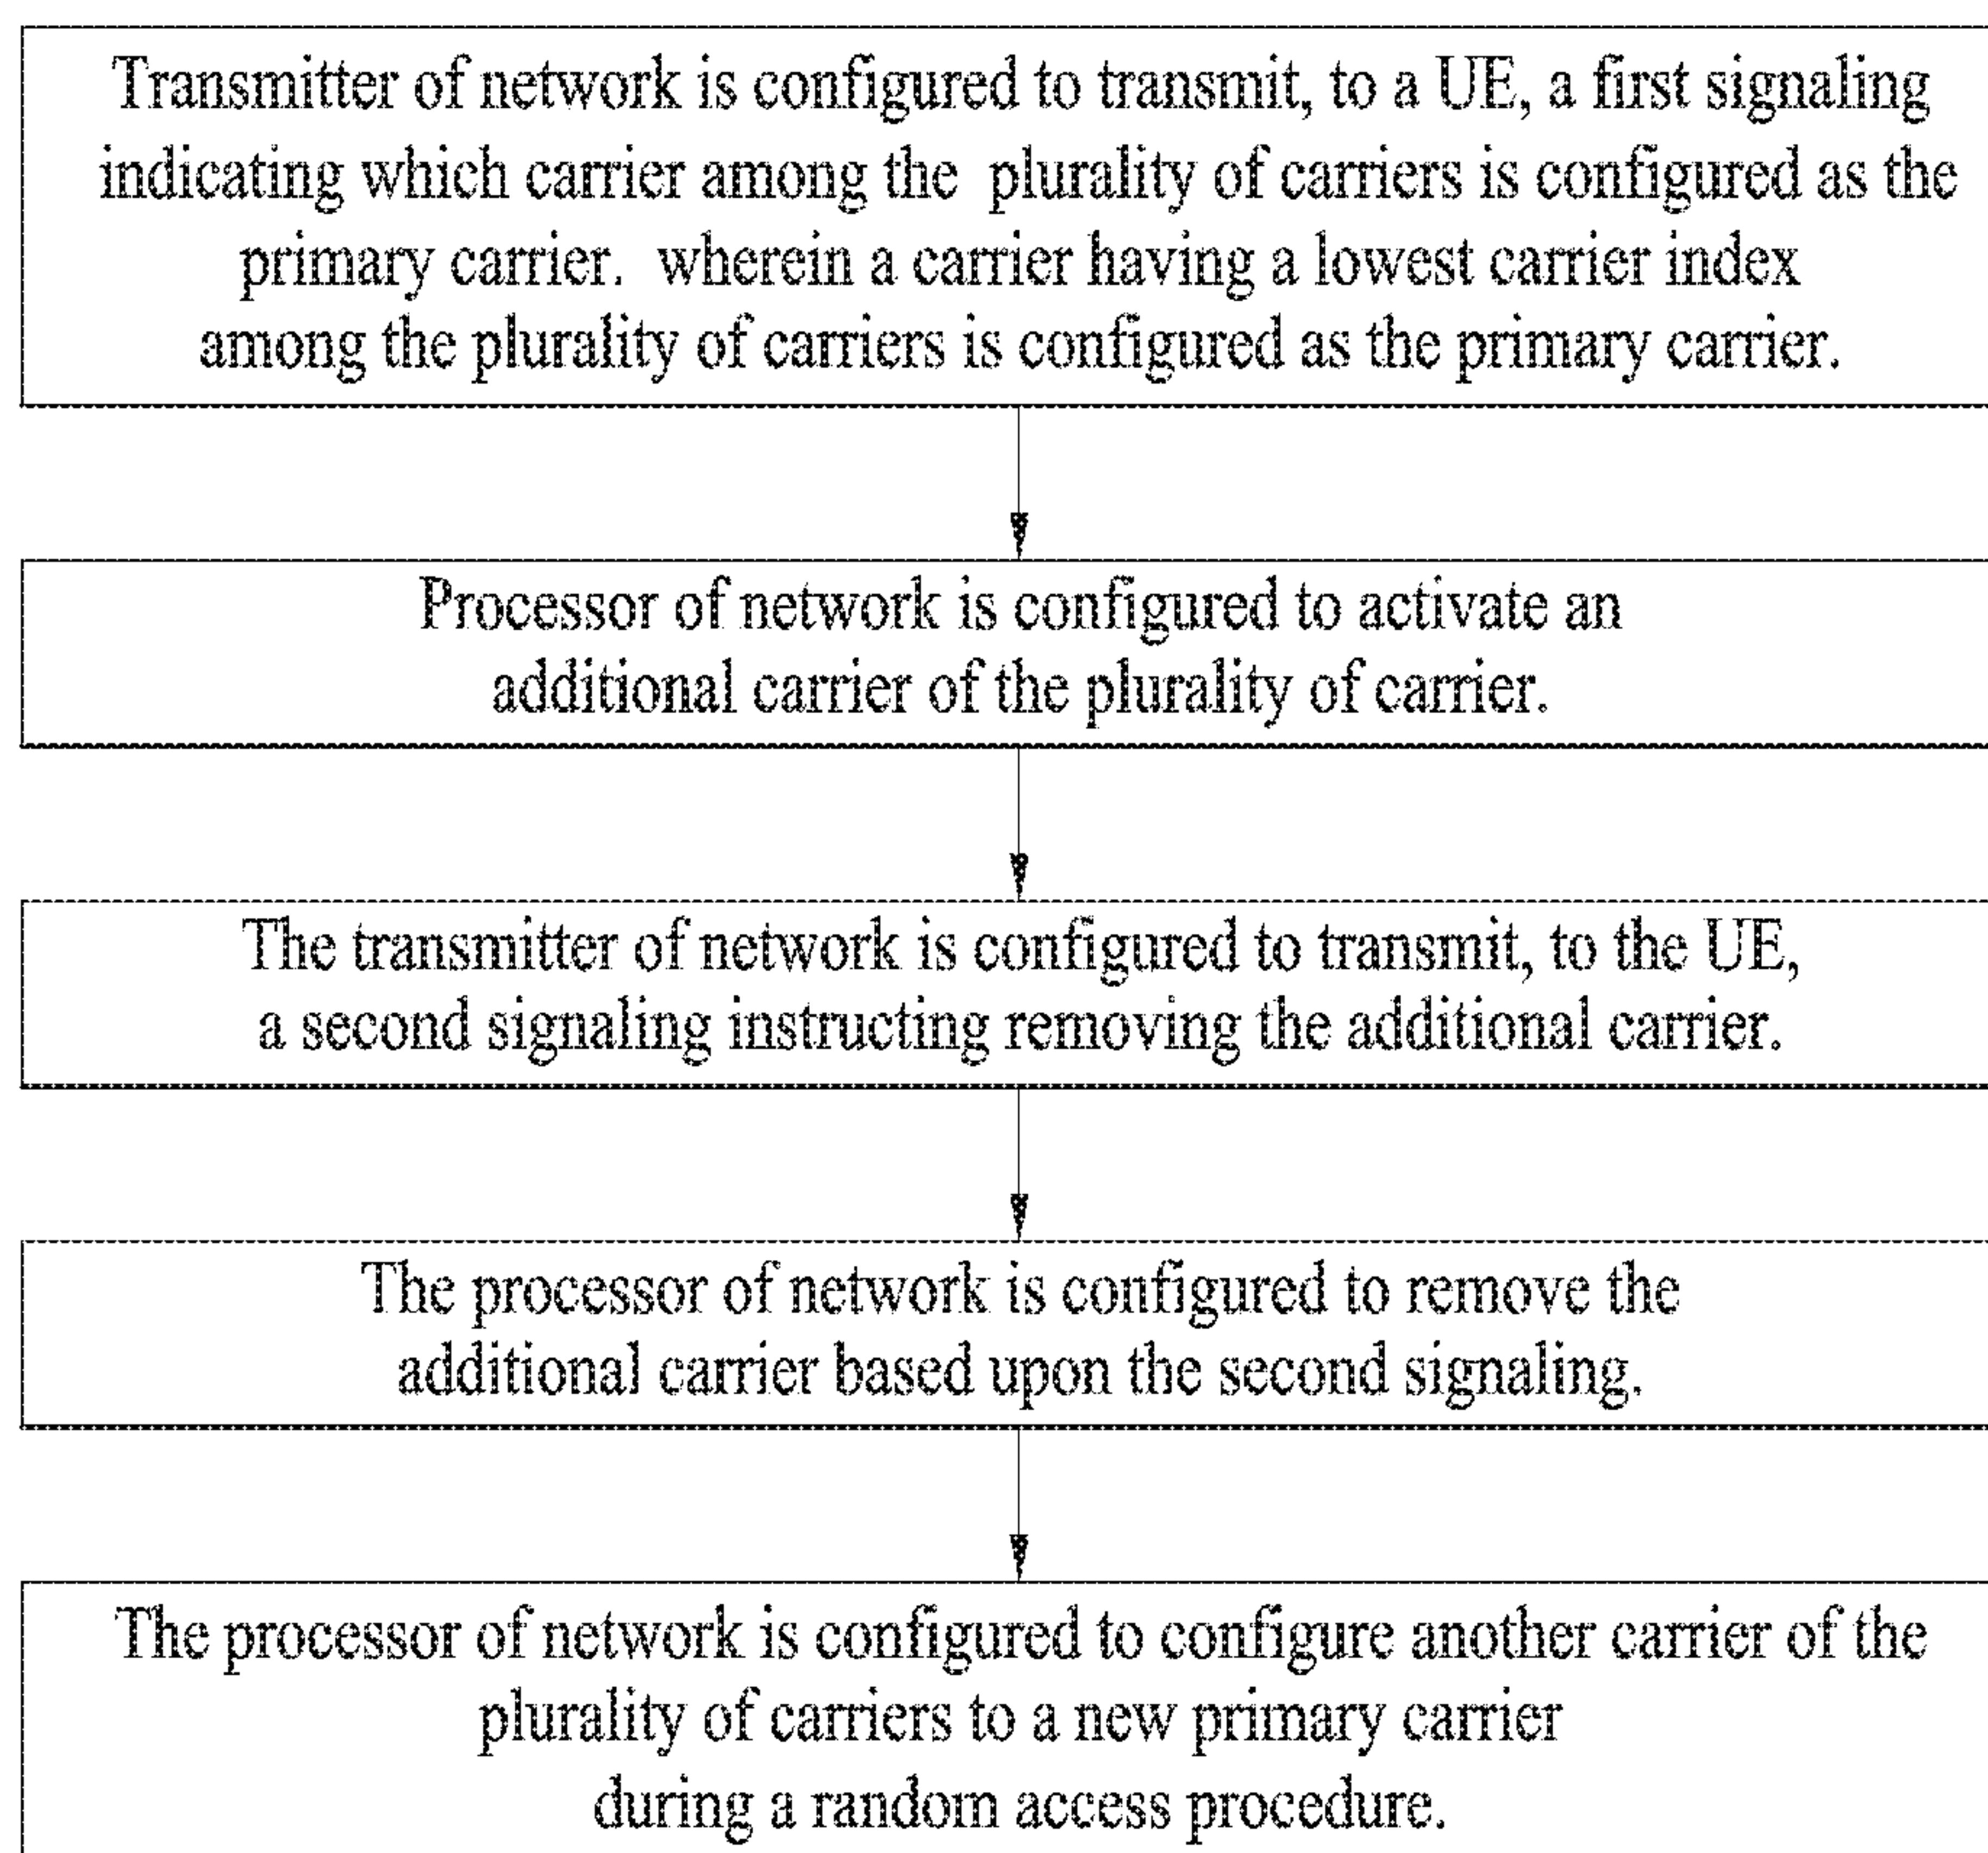 Transmitter of network is configured to transmit, to a UE, a first signaling
indicating which carrier among the plurality of carriers is configured as the
primary carrier. wherein a carrier having a lowest carrier index
among the plurality of carriers is configured as the primary carrier.
Processor of network is configured to activate an
additional carrier of the plurality of carrier.
The transmitter of network is configured to transmit, to the UE,
a second signaling instructing removing the additional carrier.
The processor of network is configured to remove the
additional carrier based upon the second signaling.
The processor of network is configured to configure another carrier of the
plurality of carriers to a new primary carrier
during a random access procedure.